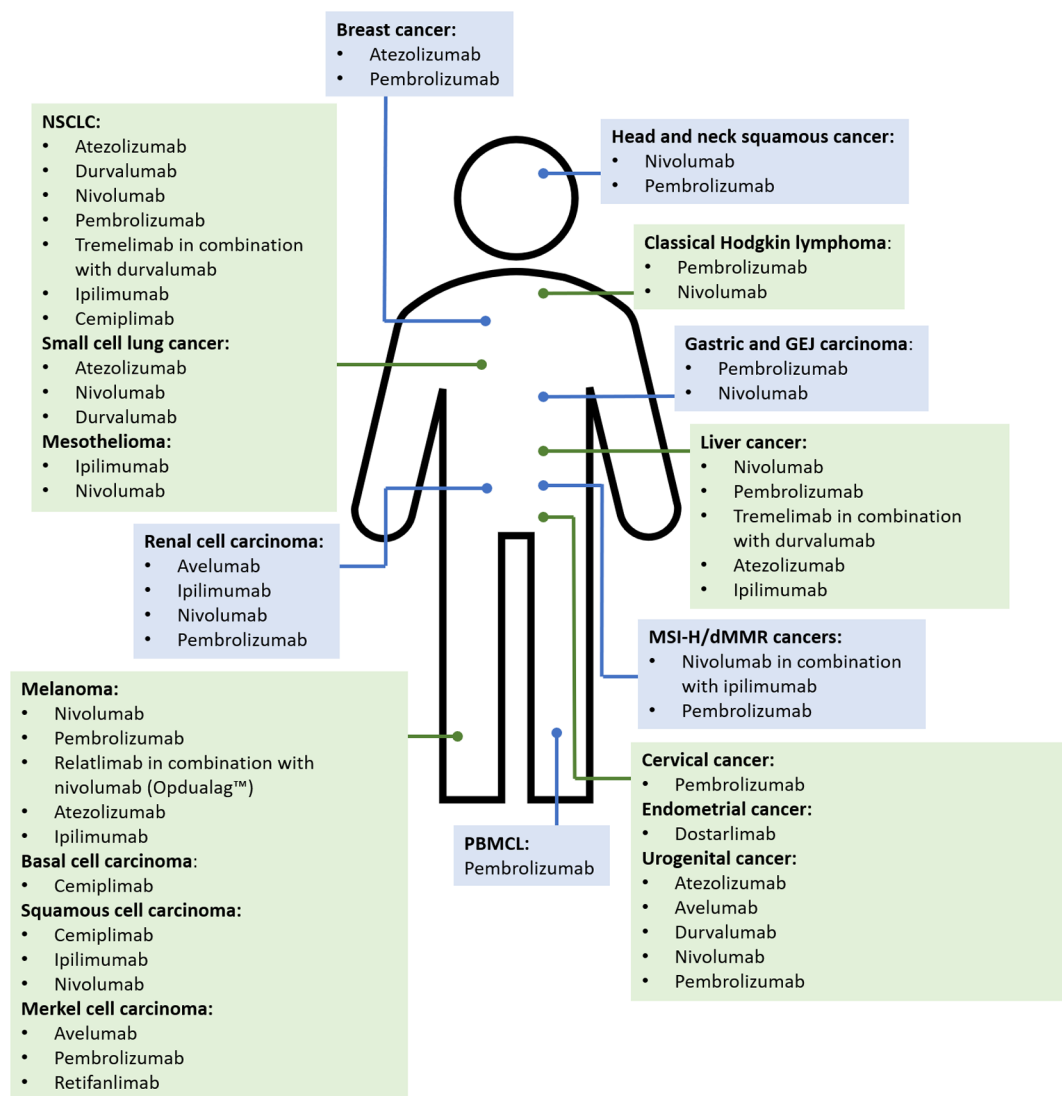 Breast cancer:
• Atezolizumab
• Pembrolizumab
NSCLC:
• Atezolizumab
• Durvalumab
• Nivolumab
• Pembrolizumab
• Tremelimab in combination
with durvalumab
• Ipilimumab
• Cemiplimab
Small cell lung cancer:
• Atezolizumab
• Nivolumab
• Durvalumab
Mesothelioma:
• Ipilimumab
• Nivolumab
Head and neck squamous cancer:
• Nivolumab
• Pembrolizumab
Classical Hodgkin lymphoma:
• Pembrolizumab
• Nivolumab
Gastric and GEJ carcinoma:
• Pembrolizumab
• Nivolumab
Liver cancer:
• Nivolumab
• Pembrolizumab
• Tremelimab in combination
with durvalumab
• Atezolizumab
• Ipilimumab
Renal cell carcinoma:
• Avelumab
• Ipilimumab
• Nivolumab
• Pembrolizumab
MSI-H/dMMR cancers:
• Nivolumab in combination
with ipilimumab
• Pembrolizumab
Melanoma:
• Nivolumab
• Pembrolizumab
• Relatlimab in combination with
nivolumab (Opdualag™)
• Atezolizumab
• Ipilimumab
Basal cell carcinoma:
• Cemiplimab
Squamous cell carcinoma:
• Cemiplimab
• Ipilimumab
• Nivolumab
Merkel cell carcinoma:
• Avelumab
• Pembrolizumab
• Retifanlimab
PBMCL:
Pembrolizumab
Cervical cancer:
• Pembrolizumab
Endometrial cancer:
• Dostarlimab
Urogenital cancer:
• Atezolizumab
• Avelumab
• Durvalumab
• Nivolumab
• Pembrolizumab